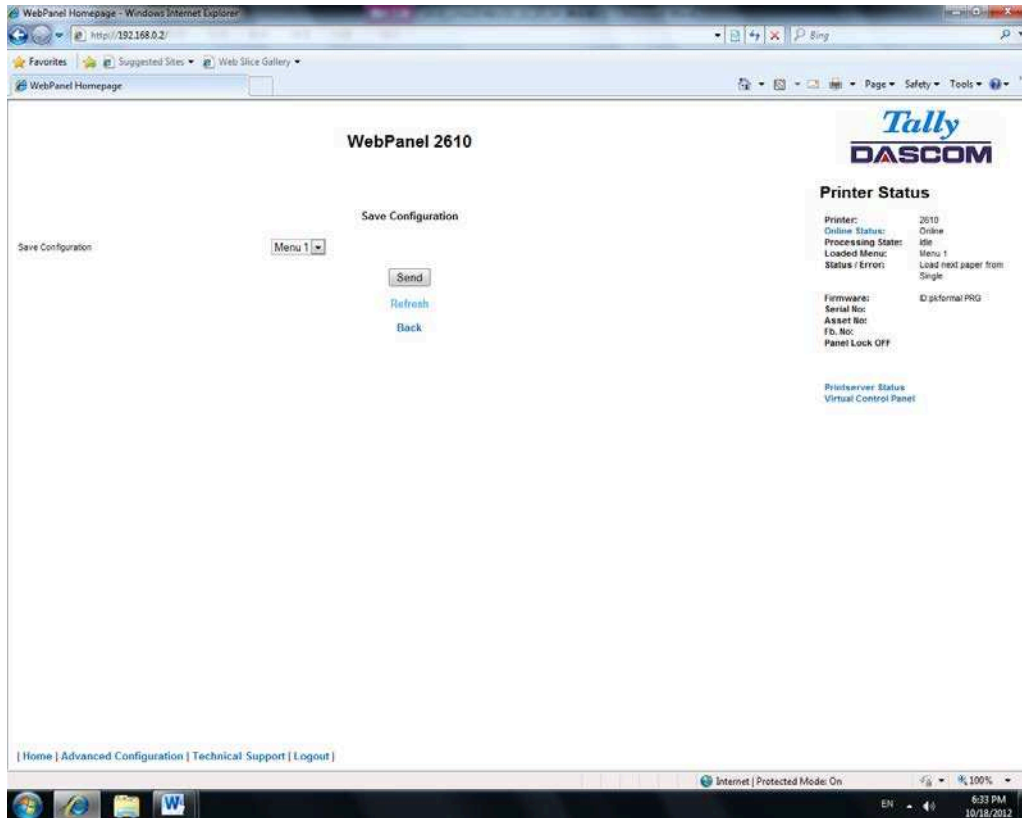 WebPanel Homepage - Windows Internet Explorer
http://192.168.0.2/
Bing
Favorites
Suggested Sites
Web Slice Gallery
WebPanel Homepage
Page Safety Tools
WebPanel 2610
Tally
DASCOM
Printer Status
Save Configuration
Save Configuration
Menu 1
Send
Refresh
Back
Printer: 2610
Online Status: Online
Processing State: Idle
Loaded Menu: Menu 1
Status / Error: Load next paper from
Single
Firmware: ID:pkformal PRG
Serial No:
Asset No:
Fb. No:
Panel Lock OFF
Printserver Status
Virtual Control Panel
| Home | Advanced Configuration | Technical Support | Logout |
Internet | Protected Mode: On
100%
EN
6:33 PM
10/18/2012